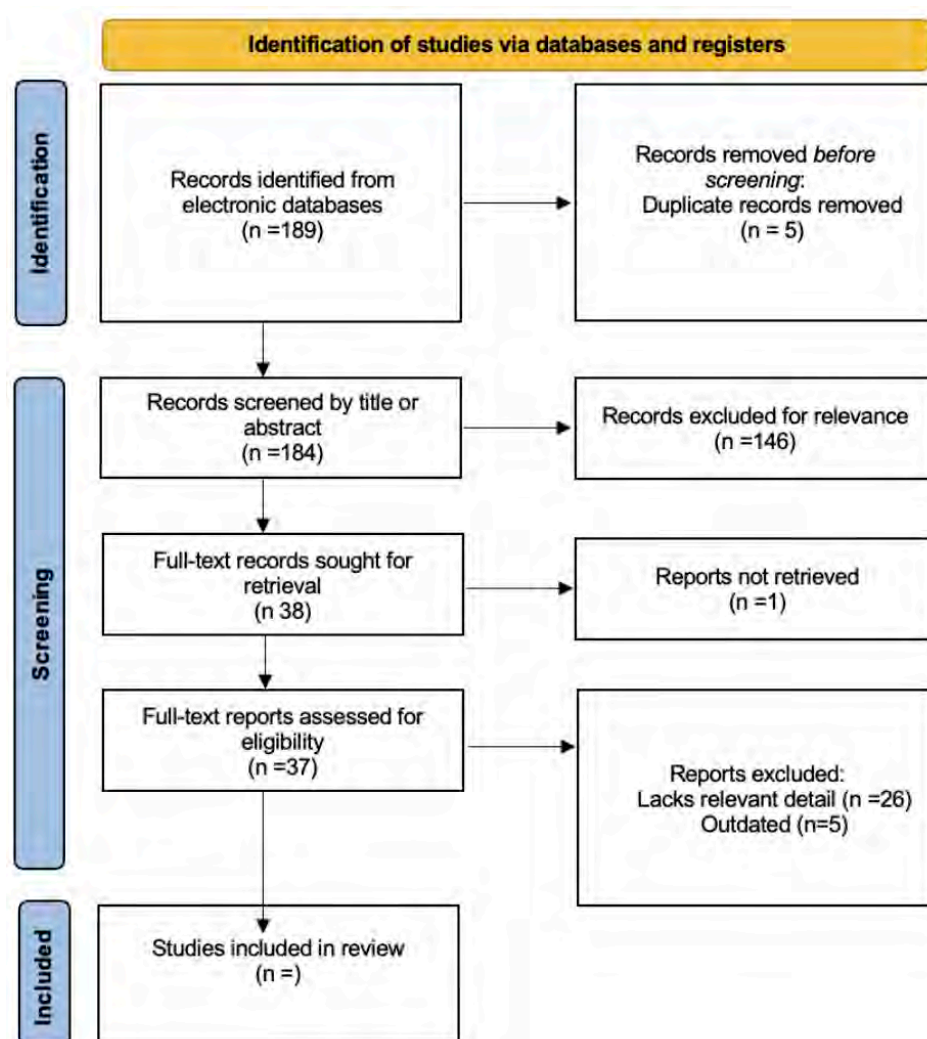 Identification of studies via databases and registers
Identification
Records identified from
electronic databases
(n =189)
Records removed before
screening:
Duplicate records removed
(n = 5)
Screening
Records screened by title or
abstract
(n =184)
Records excluded for relevance
(n =146)
Full-text records sought for
retrieval
(n 38)
Reports not retrieved
(n =1)
Full-text reports assessed for
eligibility
(n =37)
Reports excluded:
Lacks relevant detail (n =26)
Outdated (n=5)
Included
Studies included in review
(n =)